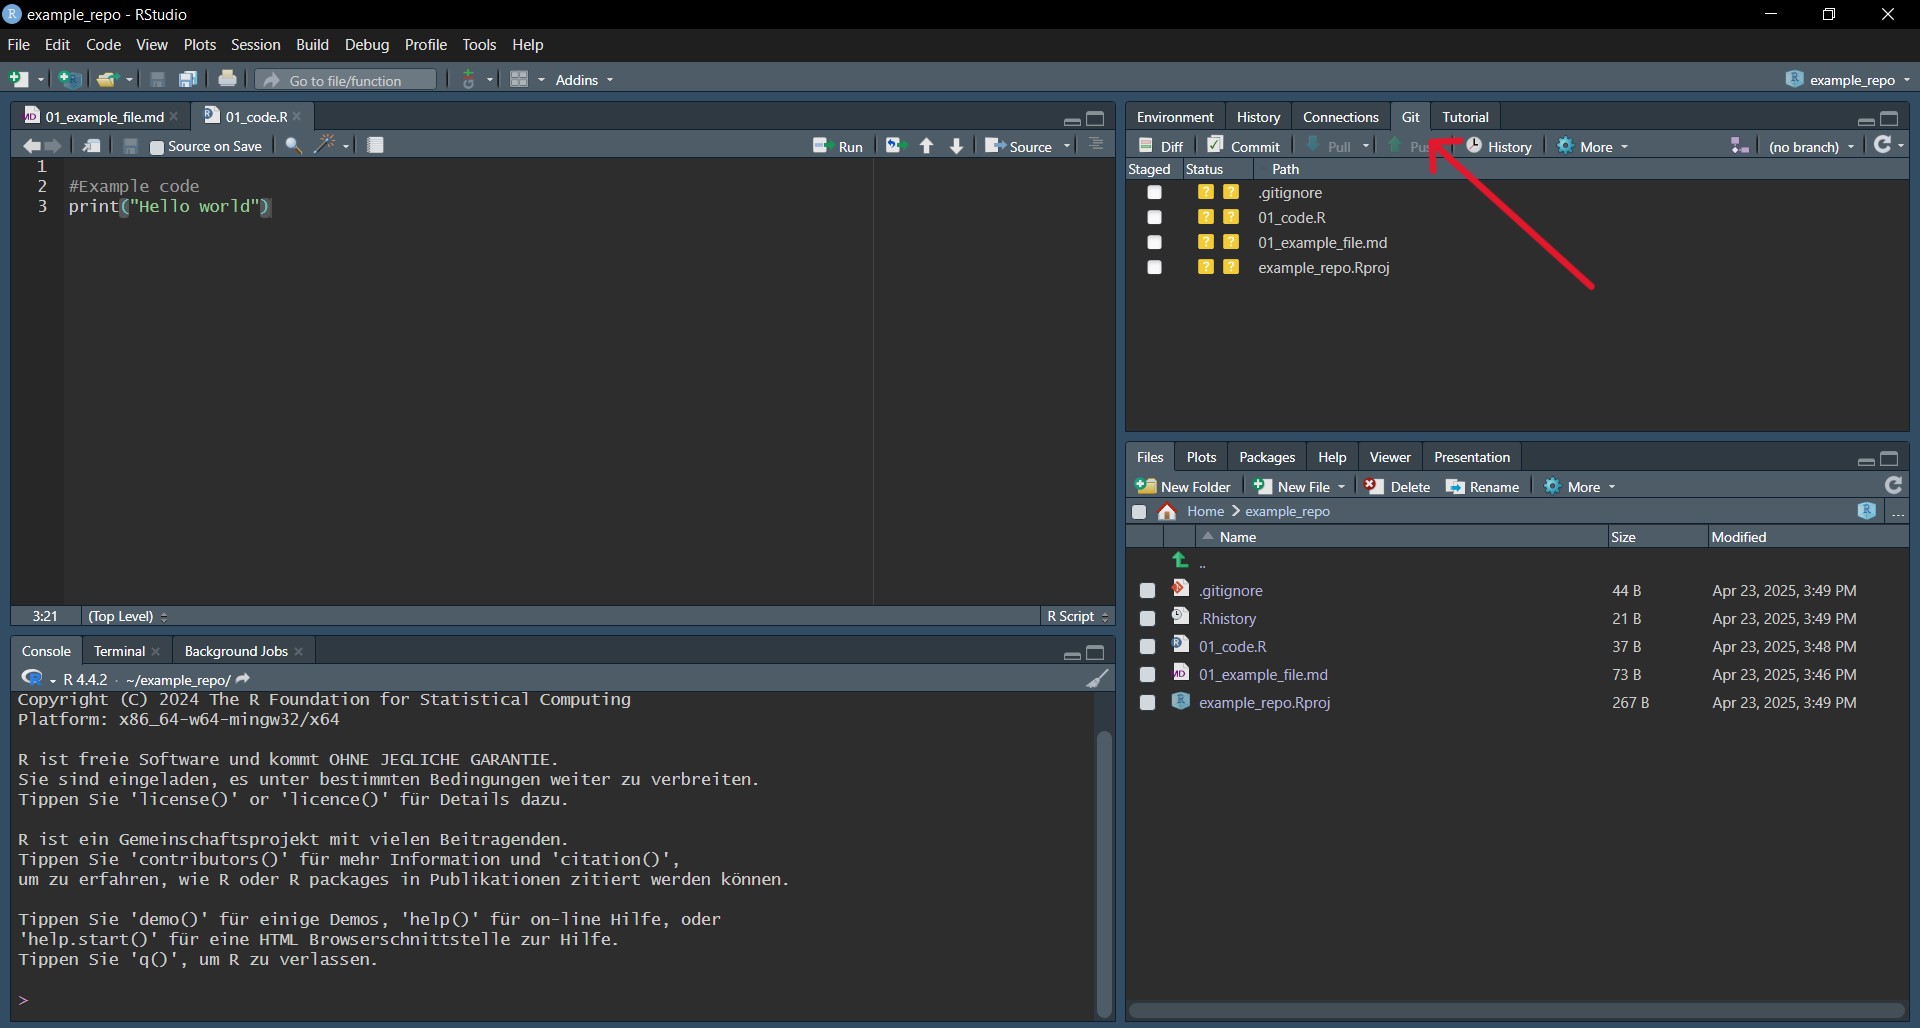 example_repo - RStudio
File Edit Code View Plots Session Build Debug Profile Tools Help
Go to file/function Addins example_repo
01_example_file.md 01_code.R
Source on Save Run Source
1
2 #Example code
3 print("Hello world")
3:21 (Top Level) R Script
Console Terminal Background Jobs
R 4.4.2 · ~/example_repo/
Copyright (C) 2024 The R Foundation for Statistical Computing
Platform: x86_64-w64-mingw32/x64
R ist freie Software und kommt OHNE JEGLICHE GARANTIE.
Sie sind eingeladen, es unter bestimmten Bedingungen weiter zu verbreiten.
Tippen Sie 'license()' or 'licence()' für Details dazu.
R ist ein Gemeinschaftsprojekt mit vielen Beitragenden.
Tippen Sie 'contributors()' für mehr Information und 'citation()',
um zu erfahren, wie R oder R packages in Publikationen zitiert werden können.
Tippen Sie 'demo()' für einige Demos, 'help()' für on-line Hilfe, oder
'help.start()' für eine HTML Browserschnittstelle zur Hilfe.
Tippen Sie 'q()', um R zu verlassen.
>
Environment History Connections Git Tutorial
Diff Commit Pull History More (no branch)
Staged Status Path
? ? .gitignore
? ? 01_code.R
? ? 01_example_file.md
? ? example_repo.Rproj
Files Plots Packages Help Viewer Presentation
New Folder New File Delete Rename More
Home > example_repo ...
Name Size Modified
..
.gitignore 44 B Apr 23, 2025, 3:49 PM
.Rhistory 21 B Apr 23, 2025, 3:49 PM
01_code.R 37 B Apr 23, 2025, 3:48 PM
01_example_file.md 73 B Apr 23, 2025, 3:46 PM
example_repo.Rproj 267 B Apr 23, 2025, 3:49 PM